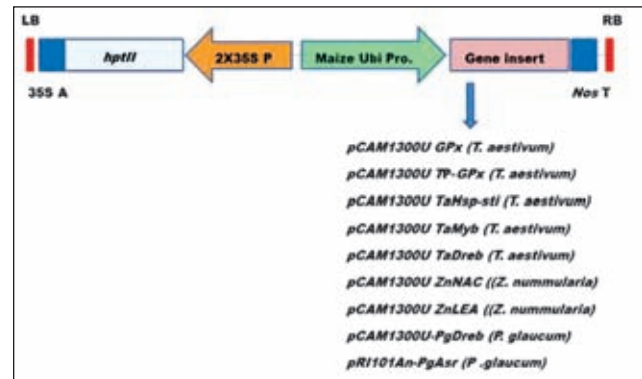 LB RB
hptII 2X35S P Maize Ubi Pro. Gene Insert
35S A Nos T
pCAM1300U GPx (T. aestivum)
pCAM1300U TP-GPx (T. aestivum)
pCAM1300U TaHsp-sti (T. aestivum)
pCAM1300U TaMyb (T. aestivum)
pCAM1300U TaDreb (T. aestivum)
pCAM1300U ZnNAC ((Z. nummularia)
pCAM1300U ZnLEA ((Z. nummularia)
pCAM1300U-PgDreb (P. glaucum)
pRI101An-PgAsr (P .glaucum)